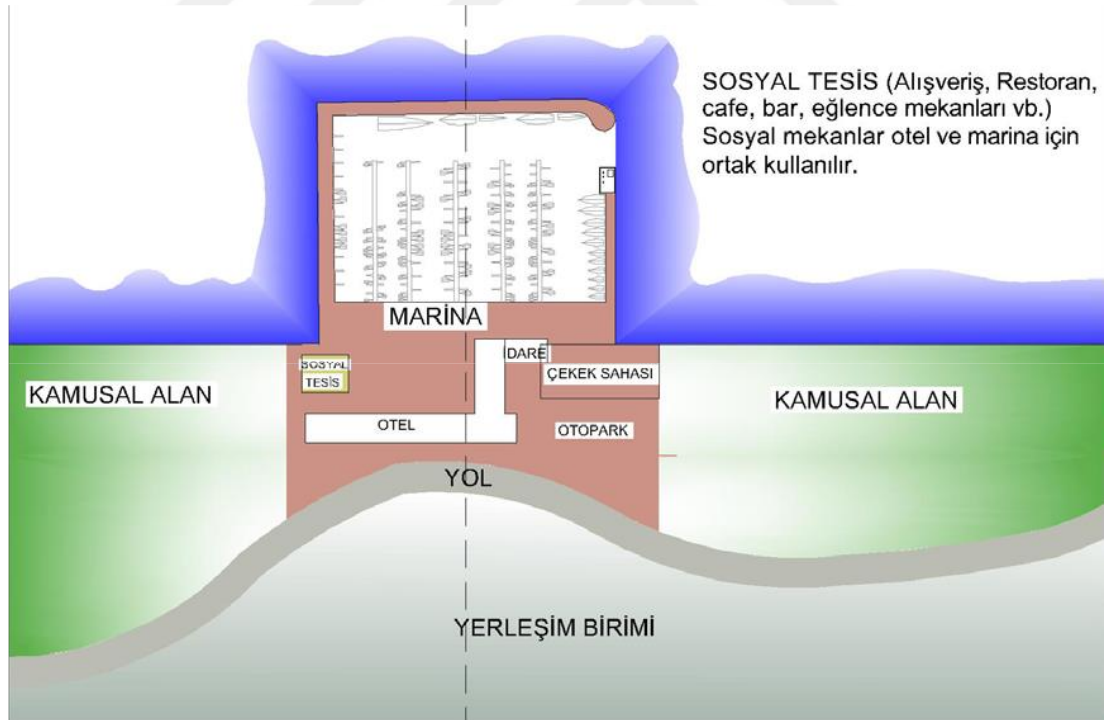 SOSYAL TESİS (Alışveriş, Restoran,
cafe, bar, eğlence mekanları vb.)
Sosyal mekanlar otel ve marina için
ortak kullanılır.
MARİNA
İDARE
SOSYAL
TESİS
ÇEKEK SAHASI
KAMUSAL ALAN
KAMUSAL ALAN
OTEL
OTOPARK
YOL
YERLEŞİM BİRİMİ